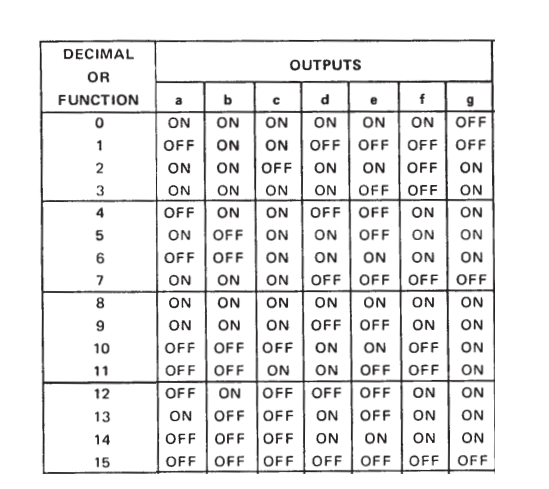 DECIMAL
OR
FUNCTION
OUTPUTS
a b c d e f g
0 ON ON ON ON ON ON OFF
1 OFF ON ON OFF OFF OFF OFF
2 ON ON OFF ON ON OFF ON
3 ON ON ON ON OFF OFF ON
4 OFF ON ON OFF OFF ON ON
5 ON OFF ON ON OFF ON ON
6 OFF OFF ON ON ON ON ON
7 ON ON ON OFF OFF OFF OFF
8 ON ON ON ON ON ON ON
9 ON ON ON OFF OFF ON ON
10 OFF OFF OFF ON ON OFF ON
11 OFF OFF ON ON OFF OFF ON
12 OFF ON OFF OFF OFF ON ON
13 ON OFF OFF ON OFF ON ON
14 OFF OFF OFF ON ON ON ON
15 OFF OFF OFF OFF OFF OFF OFF